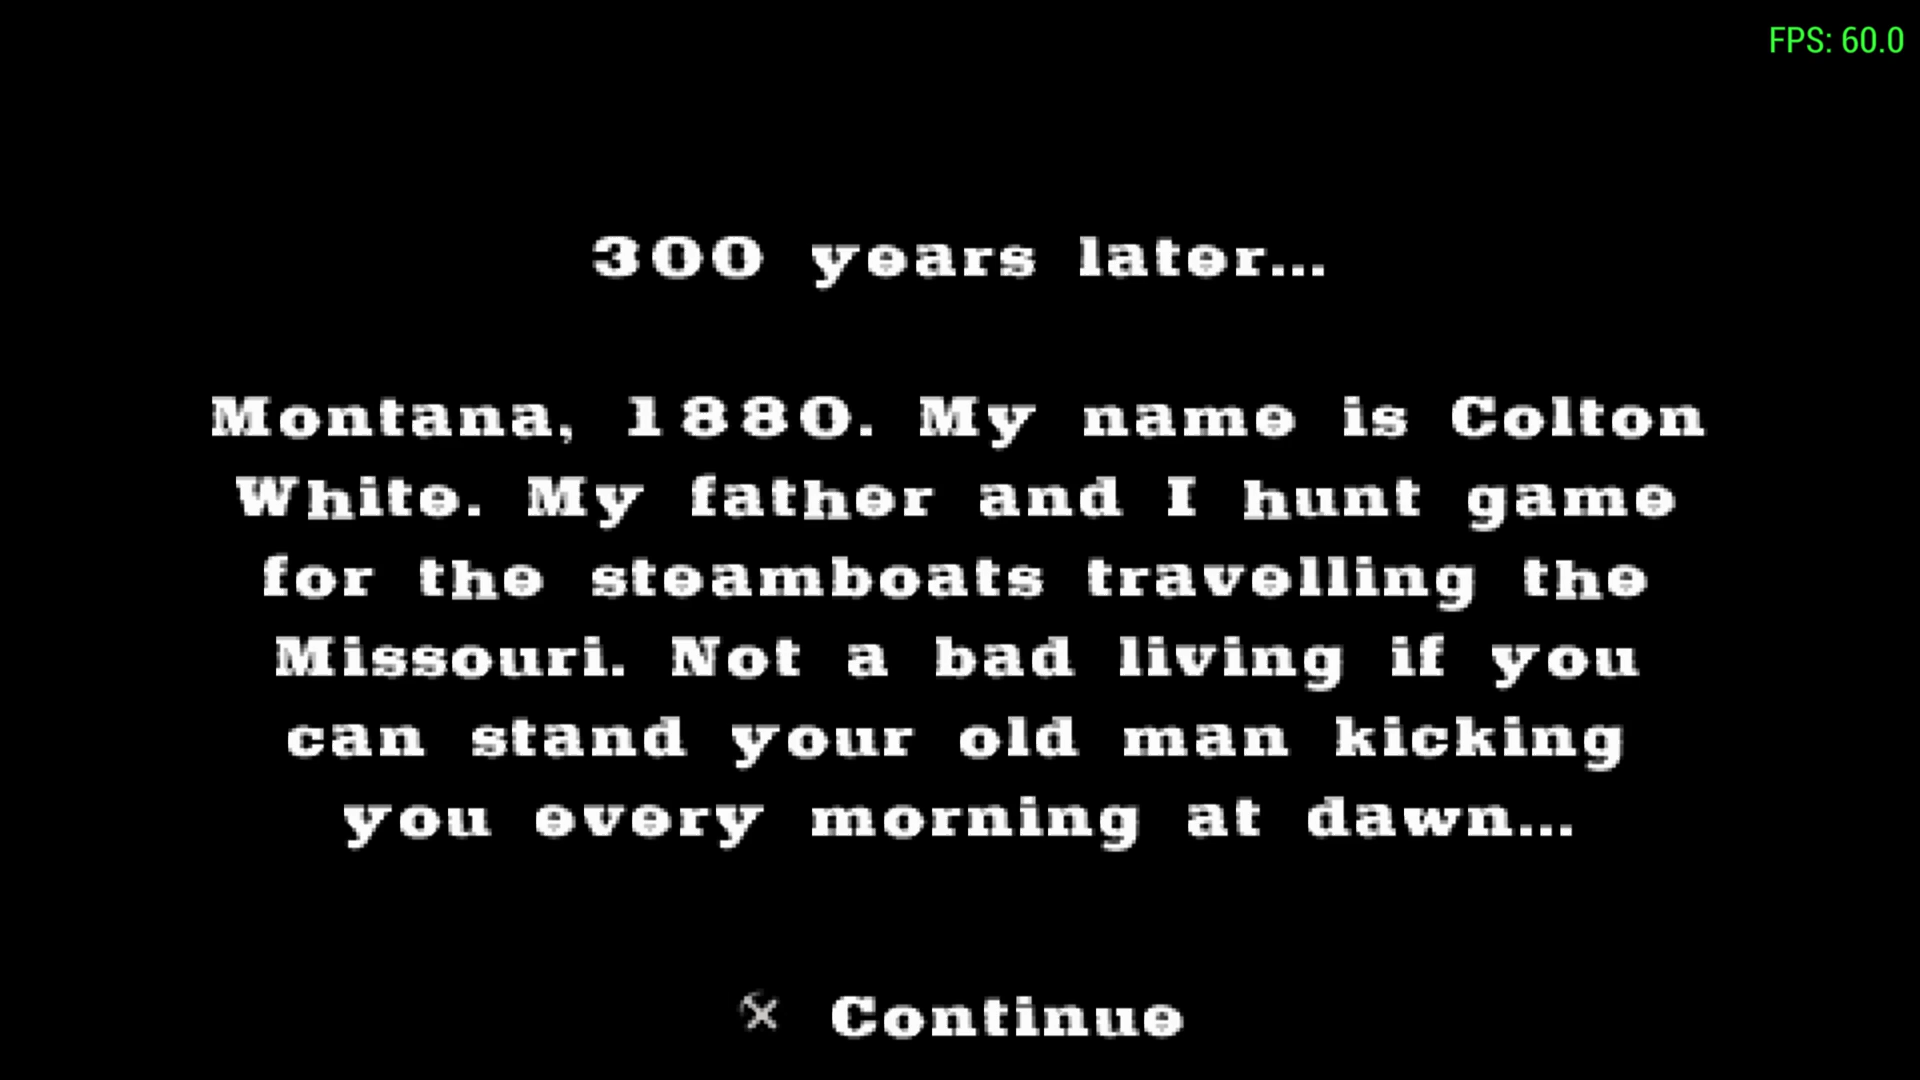 FPS: 60.0
300 years later...
Montana, 1880. My name is Colton
White. My father and I hunt game
for the steamboats travelling the
Missouri. Not a bad living if you
can stand your old man kicking
you every morning at dawn...
Continue